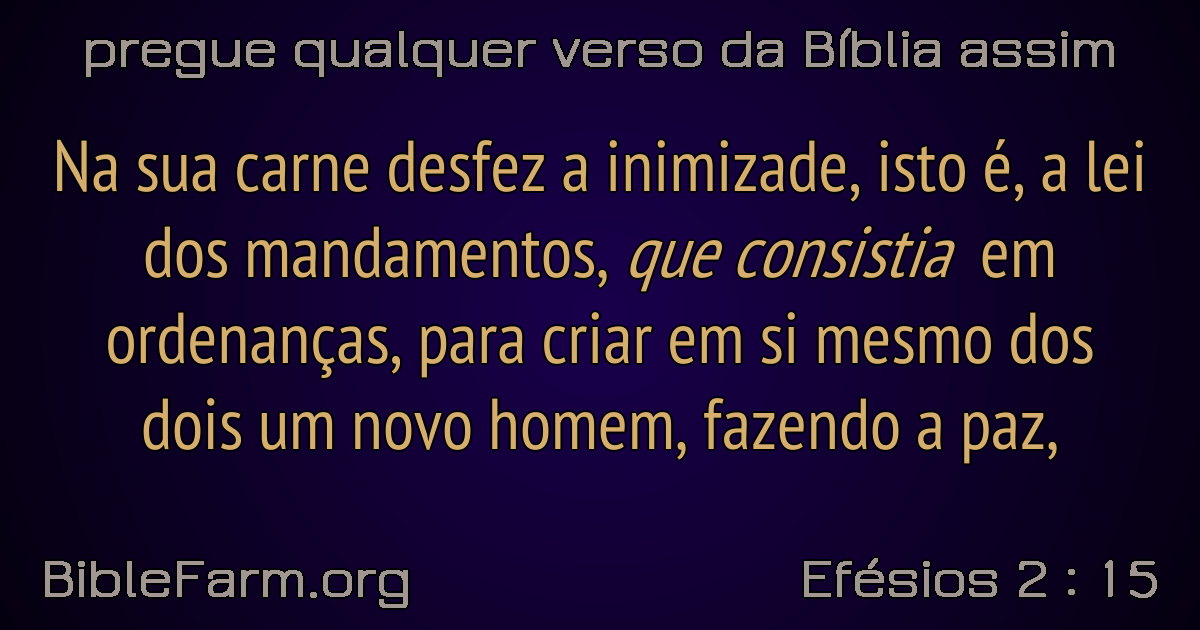 pregue qualquer verso da Bíblia assim
Na sua carne desfez a inimizade, isto é, a lei
dos mandamentos, que consistia em
ordenanças, para criar em si mesmo dos
dois um novo homem, fazendo a paz,
BibleFarm.org
Efésios 2 : 15